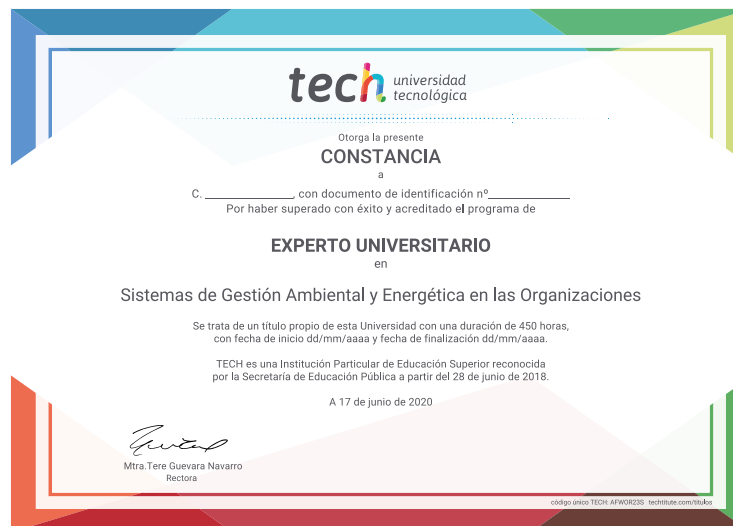 tech universidad
tecnológica
Otorga la presente
CONSTANCIA
a
C. ______________, con documento de identificación nº______________
Por haber superado con éxito y acreditado el programa de
EXPERTO UNIVERSITARIO
en
Sistemas de Gestión Ambiental y Energética en las Organizaciones
Se trata de un título propio de esta Universidad con una duración de 450 horas,
con fecha de inicio dd/mm/aaaa y fecha de finalización dd/mm/aaaa.
TECH es una Institución Particular de Educación Superior reconocida
por la Secretaría de Educación Pública a partir del 28 de junio de 2018.
A 17 de junio de 2020
Mtra.Tere Guevara Navarro
Rectora
código único TECH: AFWOR23S techtitute.com/titulos